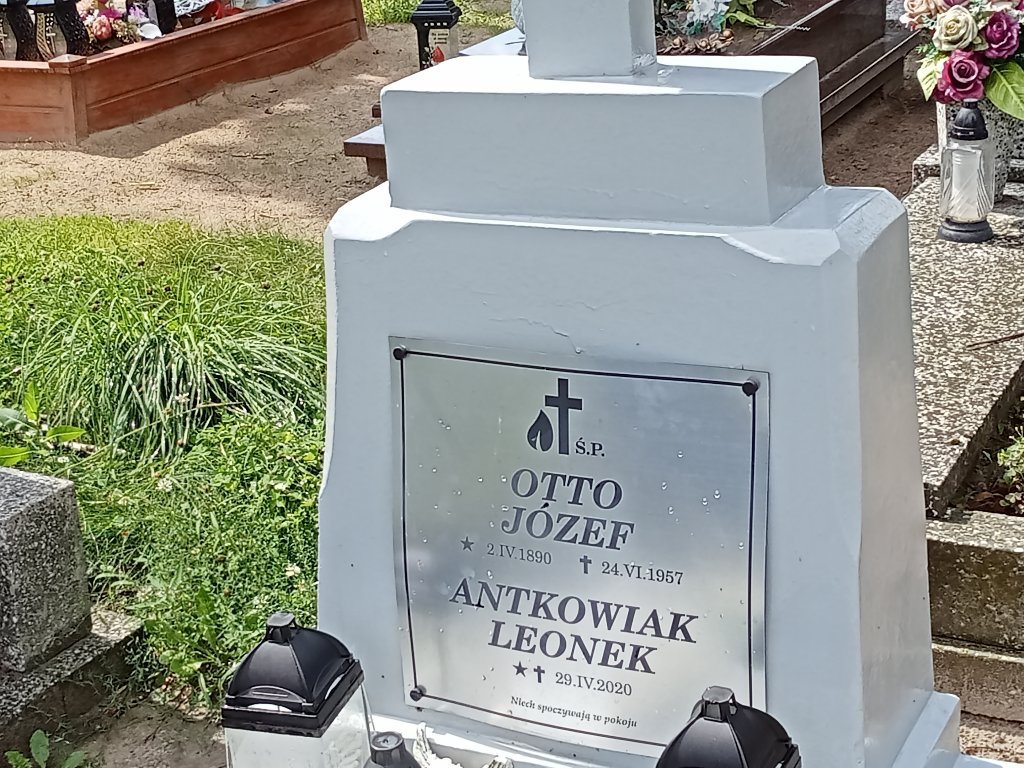 Ś.P.
OTTO
JÓZEF
★ 2.IV.1890 ✝ 24.VI.1957
ANTKOWIAK
LEONEK
★✝ 29.IV.2020
Niech spoczywają w pokoju